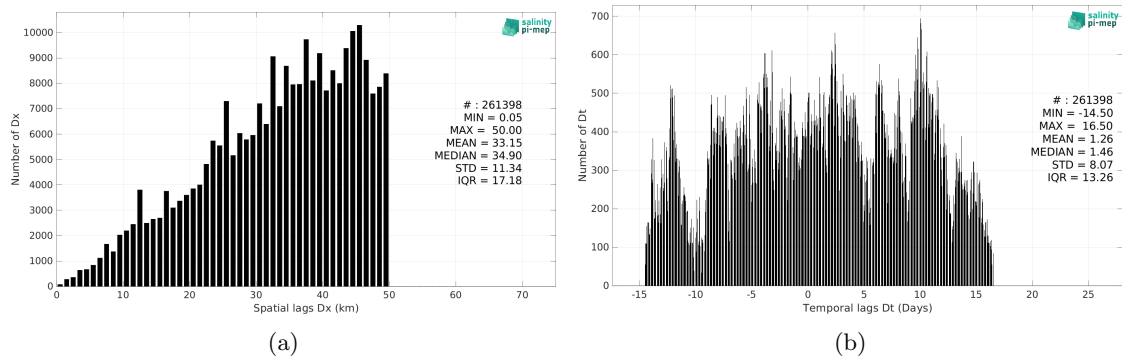 salinity
pi-mep
10000
9000
8000
7000
6000
5000
4000
3000
2000
1000
0
Number of Dx
# : 261398
MIN = 0.05
MAX = 50.00
MEAN = 33.15
MEDIAN = 34.90
STD = 11.34
IQR = 17.18
0 10 20 30 40 50 60 70
Spatial lags Dx (km)
(a)
salinity
pi-mep
700
600
500
400
300
200
100
0
Number of Dt
# : 261398
MIN = -14.50
MAX = 16.50
MEAN = 1.26
MEDIAN = 1.46
STD = 8.07
IQR = 13.26
-15 -10 -5 0 5 10 15 20 25
Temporal lags Dt (Days)
(b)